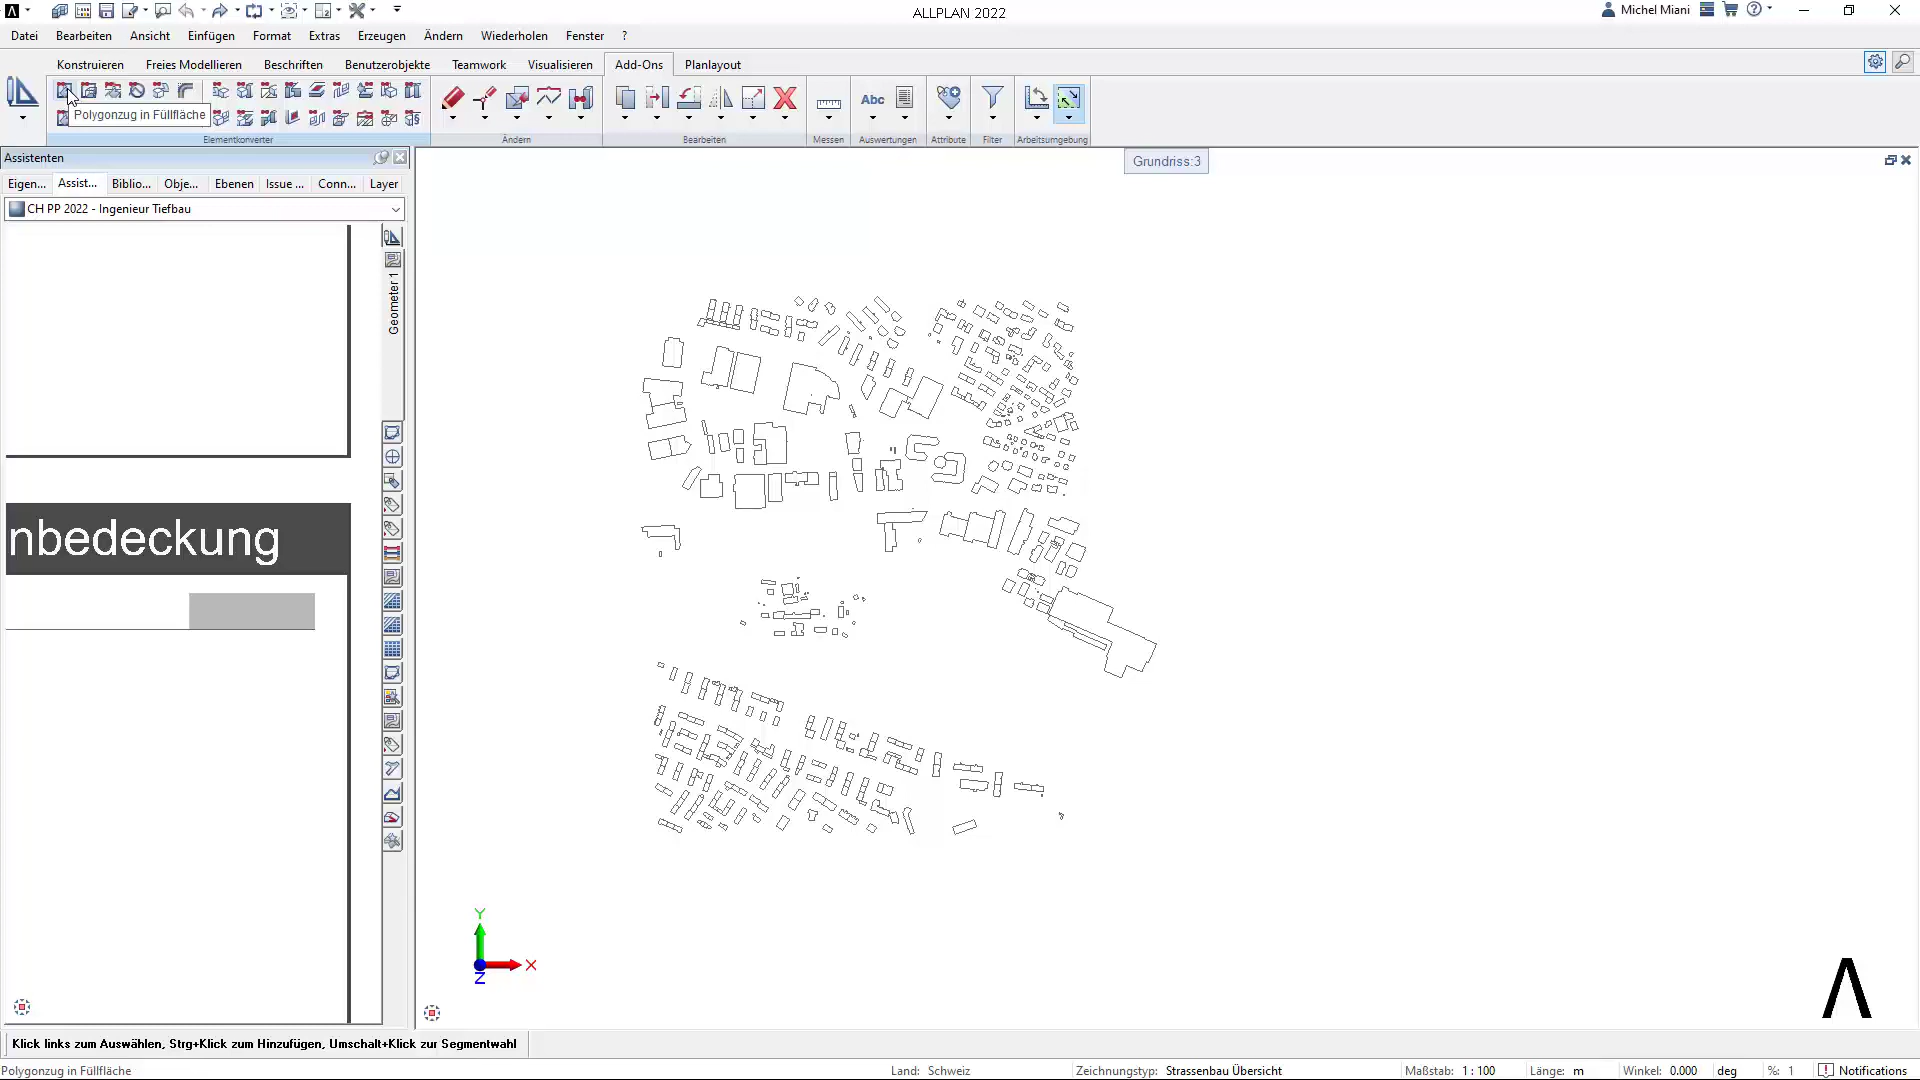 ALLPLAN 2022
Michel Miani
Datei Bearbeiten Ansicht Einfügen Format Extras Erzeugen Ändern Wiederholen Fenster ?
Konstruieren Freies Modellieren Beschriften Benutzerobjekte Teamwork Visualisieren Add-Ons Planlayout
Polygonzug in Füllfläche
Abc
Elementkonverter Ändern Bearbeiten Messen Auswertungen Attribute Filter Arbeitsumgebung
Assistenten
Grundriss:3
Eigen... Assist... Biblio... Obje... Ebenen Issue ... Conn... Layer
CH PP 2022 - Ingenieur Tiefbau
Geometer 1
nbedeckung
Y
X
Z
Klick links zum Auswählen, Strg+Klick zum Hinzufügen, Umschalt+Klick zur Segmentwahl
Polygonzug in Füllfläche Land: Schweiz Zeichnungstyp: Strassenbau Übersicht Maßstab: 1 : 100 Länge: m Winkel: 0.000 deg %: 1 Notifications